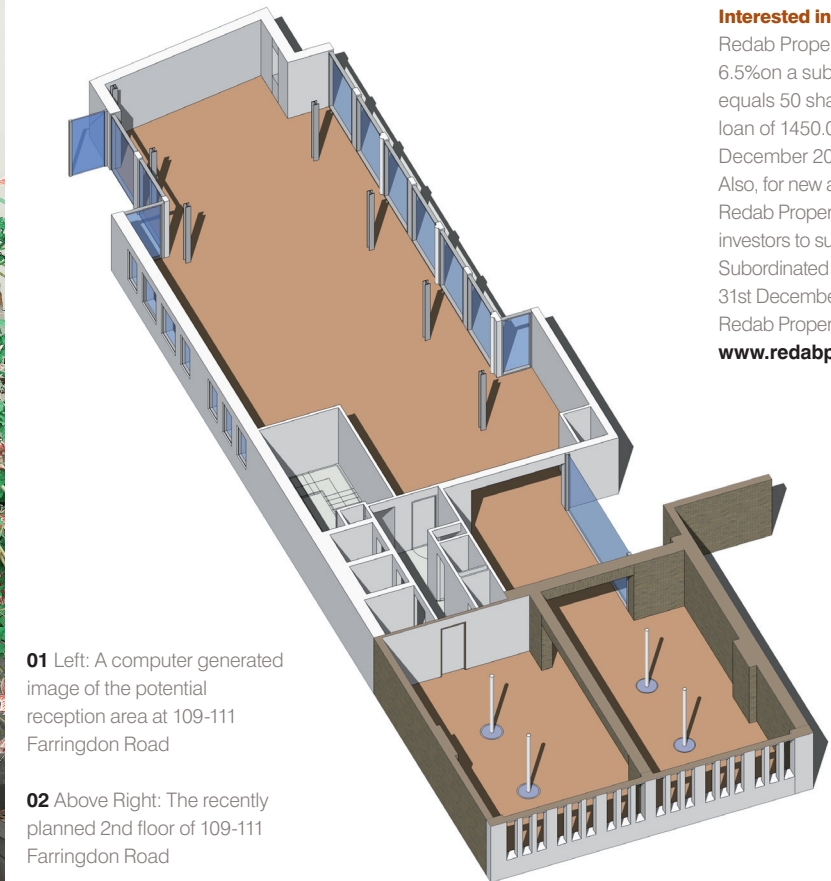 Interested in
Redab Prope
6.5%on a sub
equals 50 sha
loan of 1450.0
December 20
Also, for new a
Redab Proper
investors to su
Subordinated
31st Decembe
Redab Proper
www.redabp
01 Left: A computer generated
image of the potential
reception area at 109-111
Farringdon Road
02 Above Right: The recently
planned 2nd floor of 109-111
Farringdon Road